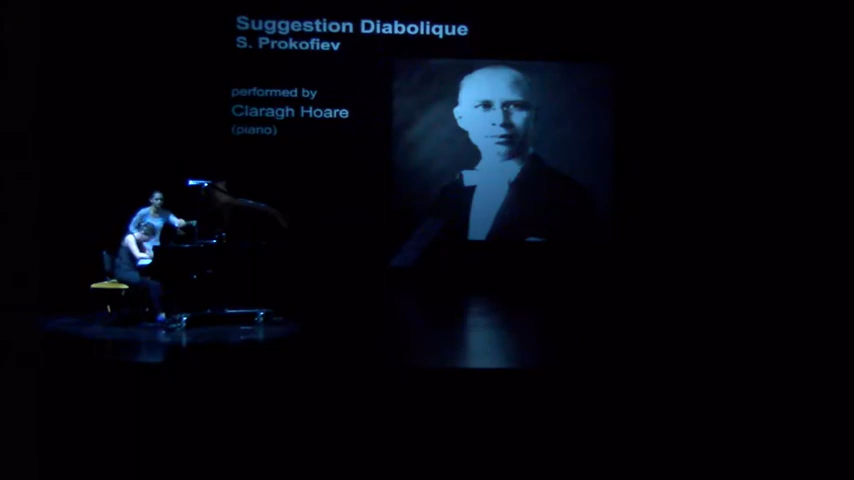 Suggestion Diabolique
S. Prokofiev
performed by
Claragh Hoare
(piano)